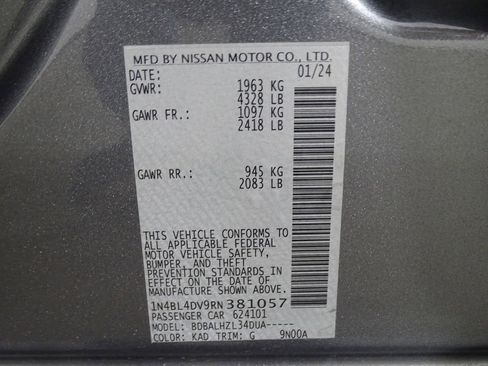 MFD BY NISSAN MOTOR CO., LTD.
DATE: 01/24
GVWR: 1963 KG
4328 LB
GAWR FR.: 1097 KG
2418 LB
GAWR RR.: 945 KG
2083 LB
THIS VEHICLE CONFORMS TO
ALL APPLICABLE FEDERAL
MOTOR VEHICLE SAFETY,
BUMPER, AND THEFT
PREVENTION STANDARDS IN
EFFECT ON THE DATE OF
MANUFACTURE SHOWN ABOVE.
1N4BL4DV9RN381057
PASSENGER CAR 624101
MODEL: BDBALHZL34DUA-----
COLOR: KAD TRIM: G 9N00A